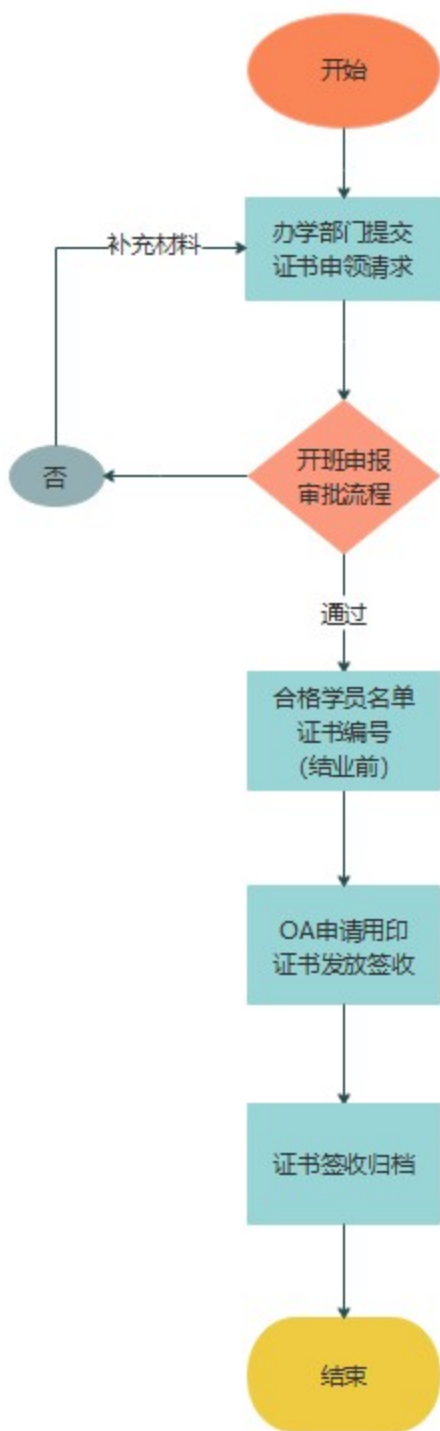 开始
补充材料
办学部门提交
证书申领请求
开班申报
审批流程
否
通过
合格学员名单
证书编号
（结业前）
OA申请用印
证书发放签收
证书签收归档
结束